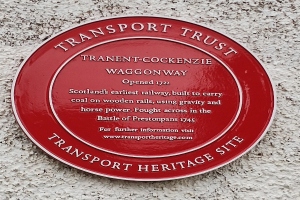 TRANSPORT TRUST
TRANENT-COCKENZIE
WAGGONWAY
Opened 1722
Scotland's earliest railway, built to carry
coal on wooden rails, using gravity and
horse power. Fought across in the
Battle of Prestonpans 1745.
For further information visit
www.transportheritage.com
TRANSPORT HERITAGE SITE